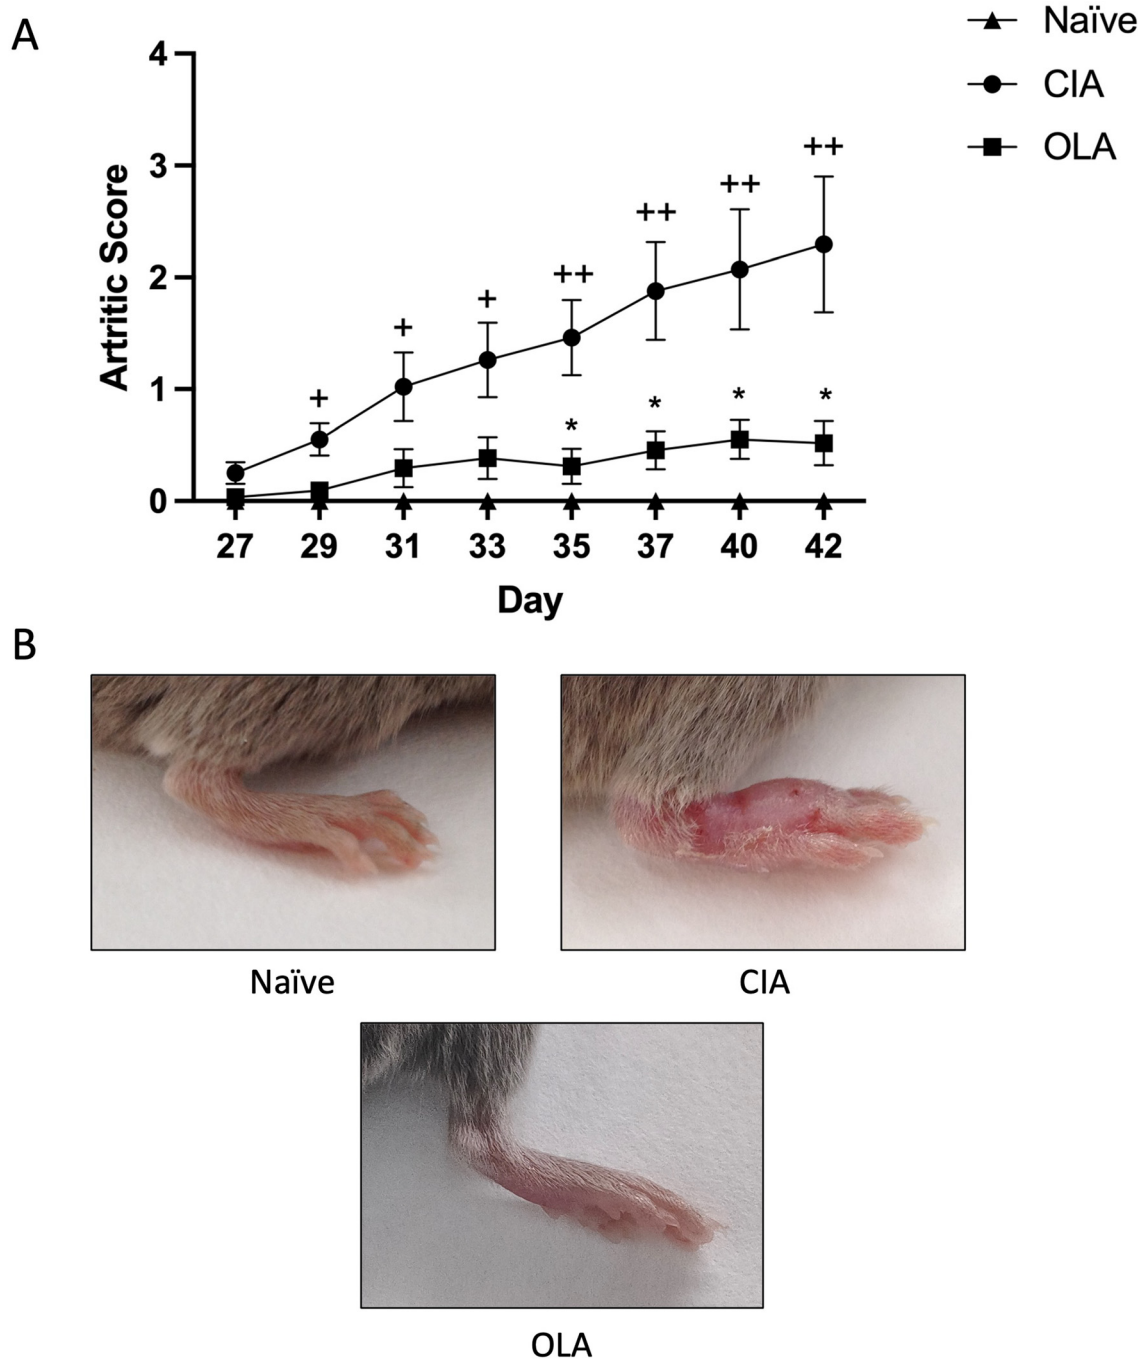 A
Naïve
CIA
OLA
4
3
2
1
0
Artritic Score
++
++
++
++
+
+
+
*
*
*
*
27 29 31 33 35 37 40 42
Day
B
Naïve
CIA
OLA